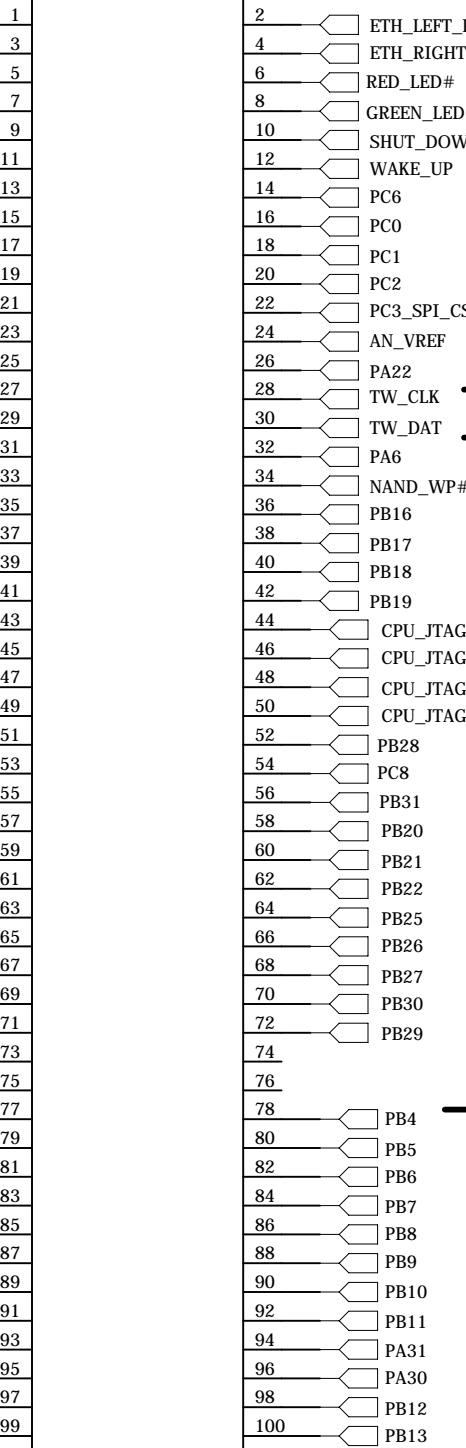 1 2 ETH_LEFT_
3 4 ETH_RIGHT
5 6 RED_LED#
7 8 GREEN_LED
9 10 SHUT_DOW
11 12 WAKE_UP
13 14 PC6
15 16 PC0
17 18 PC1
19 20 PC2
21 22 PC3_SPI_CS
23 24 AN_VREF
25 26 PA22
27 28 TW_CLK
29 30 TW_DAT
31 32 PA6
33 34 NAND_WP#
35 36 PB16
37 38 PB17
39 40 PB18
41 42 PB19
43 44 CPU_JTAG
45 46 CPU_JTAG
47 48 CPU_JTAG
49 50 CPU_JTAG
51 52 PB28
53 54 PC8
55 56 PB31
57 58 PB20
59 60 PB21
61 62 PB22
63 64 PB25
65 66 PB26
67 68 PB27
69 70 PB30
71 72 PB29
73 74
75 76
77 78 PB4
79 80 PB5
81 82 PB6
83 84 PB7
85 86 PB8
87 88 PB9
89 90 PB10
91 92 PB11
93 94 PA31
95 96 PA30
97 98 PB12
99 100 PB13